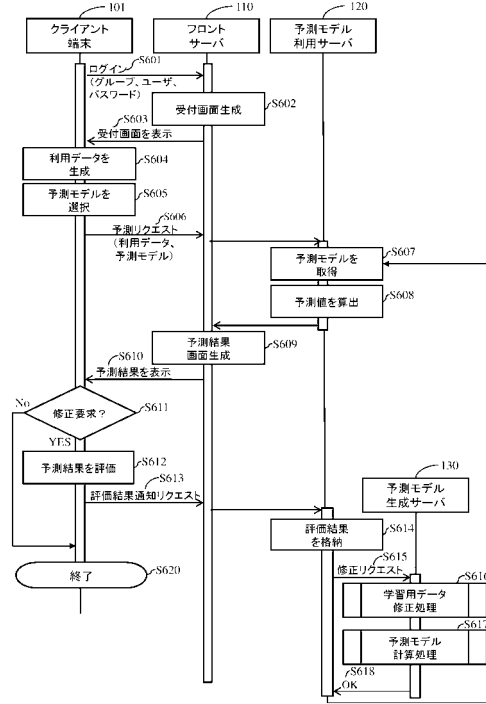 101
110
120
クライアント
端末
フロント
サーバ
予測モデル
利用サーバ
S601
ログイン
(グループ、ユーザ、
パスワード)
受付画面生成
S602
S603
受付画面を表示
利用データを
生成
S604
予測モデルを
選択
S605
S606
予測リクエスト
(利用データ、
予測モデル)
予測モデルを
取得
S607
予測値を算出
S608
予測結果
画面生成
S609
S610
予測結果を表示
No
修正要求?
S611
YES
予測結果を評価
S612
S613
評価結果通知リクエスト
130
予測モデル
生成サーバ
評価結果
を格納
S614
S615
修正リクエスト
終了
S620
学習用データ
修正処理
S616
予測モデル
計算処理
S617
S618
OK